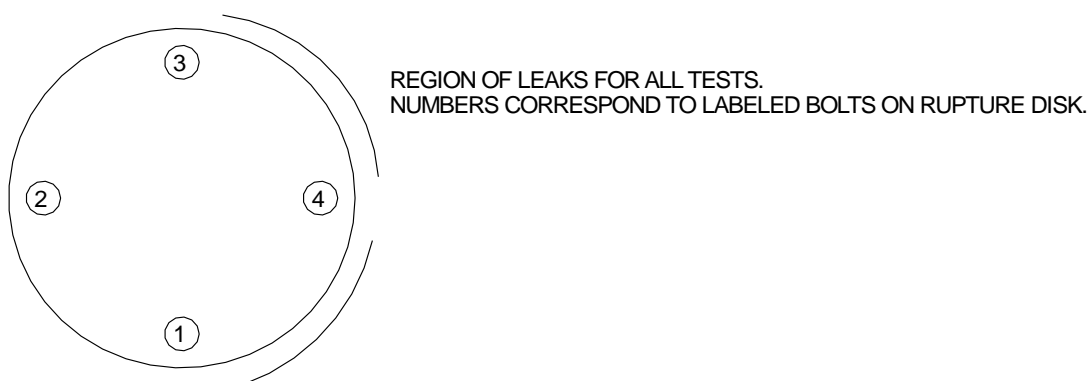 3
REGION OF LEAKS FOR ALL TESTS.
NUMBERS CORRESPOND TO LABELED BOLTS ON RUPTURE DISK.
2
4
1